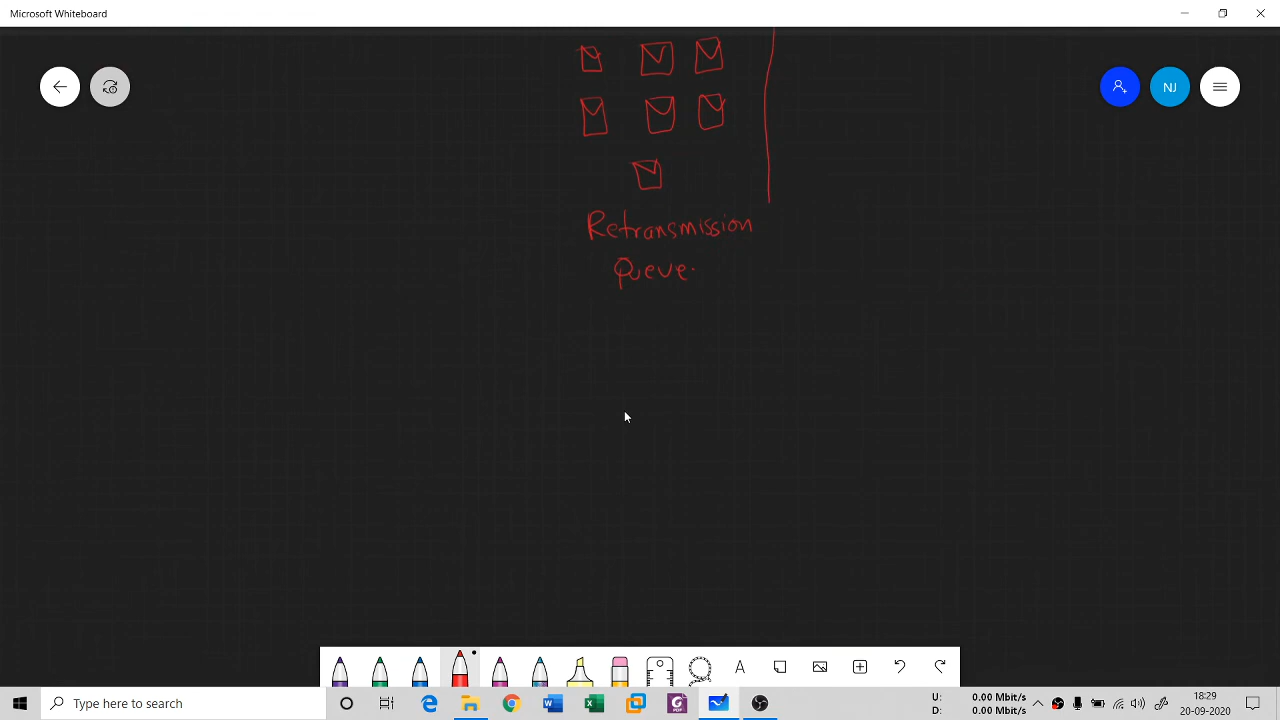 Microsoft Whiteboard
NJ
Retransmission
Queue.
A
Type here to search
U: 0.00 Mbit/s
D: 0.00 Mbit/s
18:29
20-09-2020